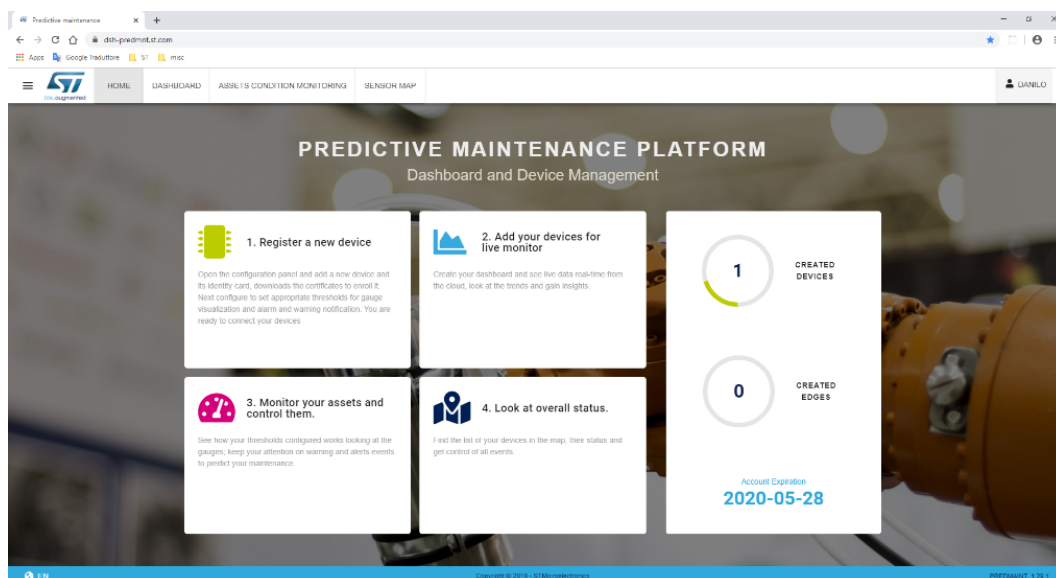 Predictive maintenance
dsh-predmnt.st.com
Apps
Google Traduttore
ST
misc
ST
life.augmented
HOME
DASHBOARD
ASSETS CONDITION MONITORING
SENSOR MAP
DANILO
PREDICTIVE MAINTENANCE PLATFORM
Dashboard and Device Management
1. Register a new device
Open the configuration panel and add a new device and
its identity card, downloads the certificates to enroll it.
Next configure to set appropriate thresholds for gauge
visualization and alarm and warning notification. You are
ready to connect your devices
2. Add your devices for
live monitor
Create your dashboard and see live data real-time from
the cloud, look at the trends and gain insights.
3. Monitor your assets and
control them.
See how your thresholds configured works looking at the
gauges; keep your attention on warning and alerts events
to predict your maintenance
4. Look at overall status.
Find the list of your devices in the map, their status and
get control of all events.
1
CREATED
DEVICES
0
CREATED
EDGES
Account Expiration
2020-05-28
EN
Copyright © 2019 - STMicroelectronics